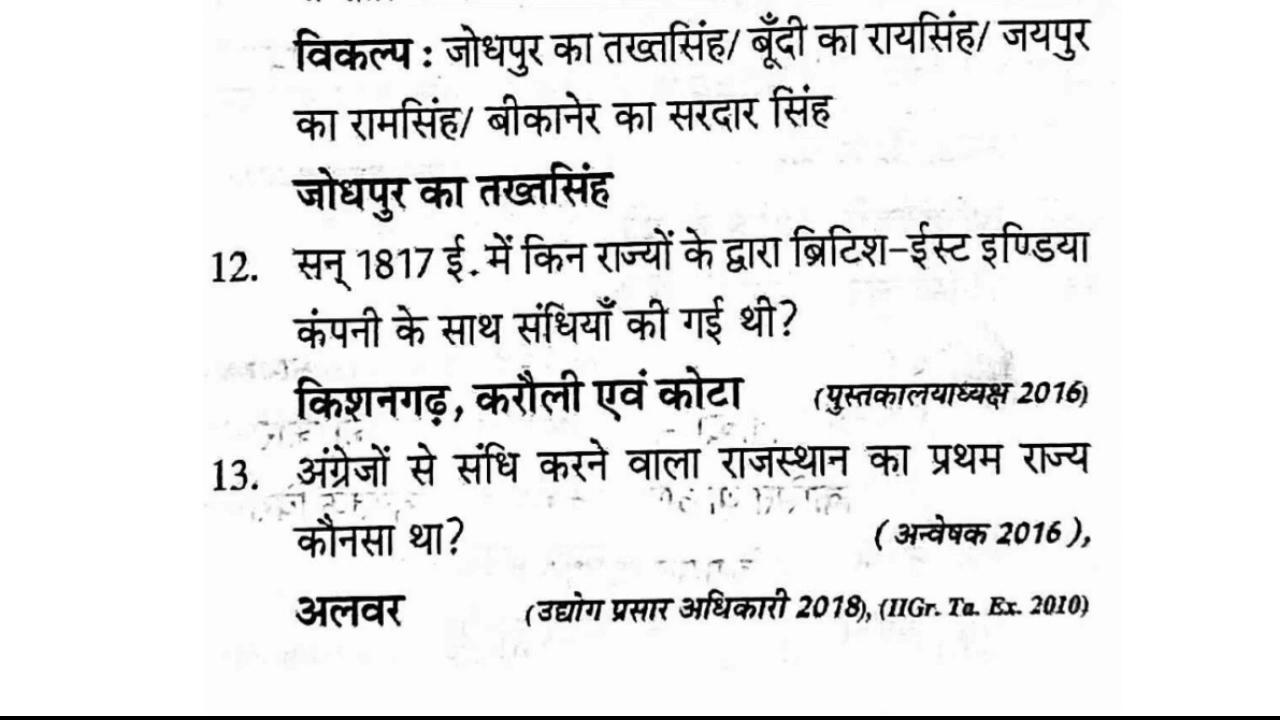 विकल्प : जोधपुर का तख्तसिंह/ बूँदी का रायसिंह/ जयपुर
का रामसिंह/ बीकानेर का सरदार सिंह
जोधपुर का तख्तसिंह
12. सन् 1817 ई. में किन राज्यों के द्वारा ब्रिटिश-ईस्ट इण्डिया
कंपनी के साथ संधियाँ की गई थी?
किशनगढ़, करौली एवं कोटा (पुस्तकालयाध्यक्ष 2016)
13. अंग्रेजों से संधि करने वाला राजस्थान का प्रथम राज्य
कौनसा था? ( अन्वेषक 2016 ),
अलवर (उद्योग प्रसार अधिकारी 2018), (IIGr. Ta. Ex. 2010)